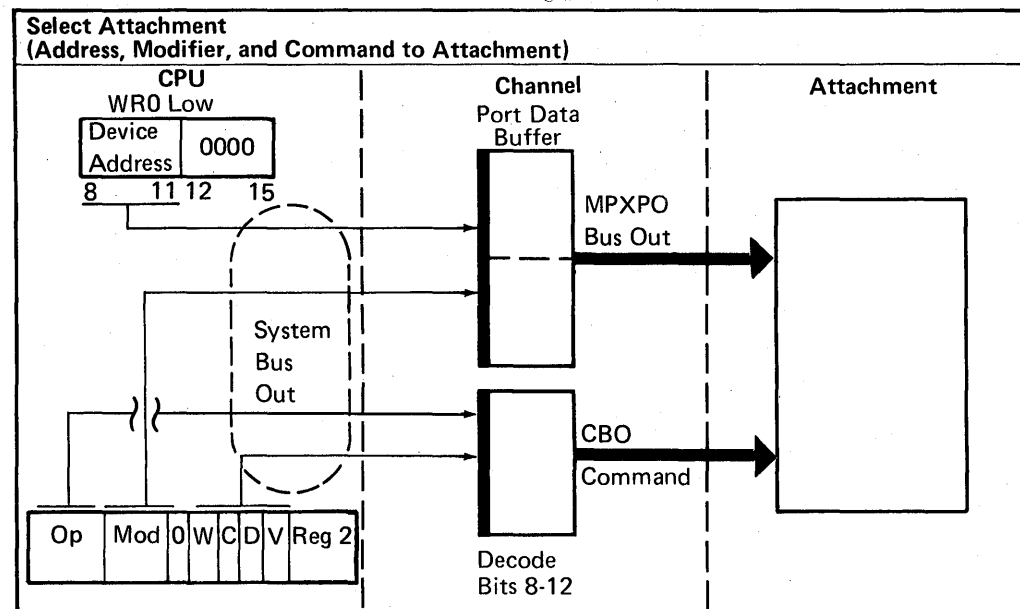 Select Attachment
(Address, Modifier, and Command to Attachment)
CPU
WR0 Low
Device
Address
0000
8 11 12 15
System
Bus
Out
Op Mod 0 W C D V Reg 2
Channel
Port Data
Buffer
MPXPO
Bus Out
CBO
Command
Decode
Bits 8-12
Attachment